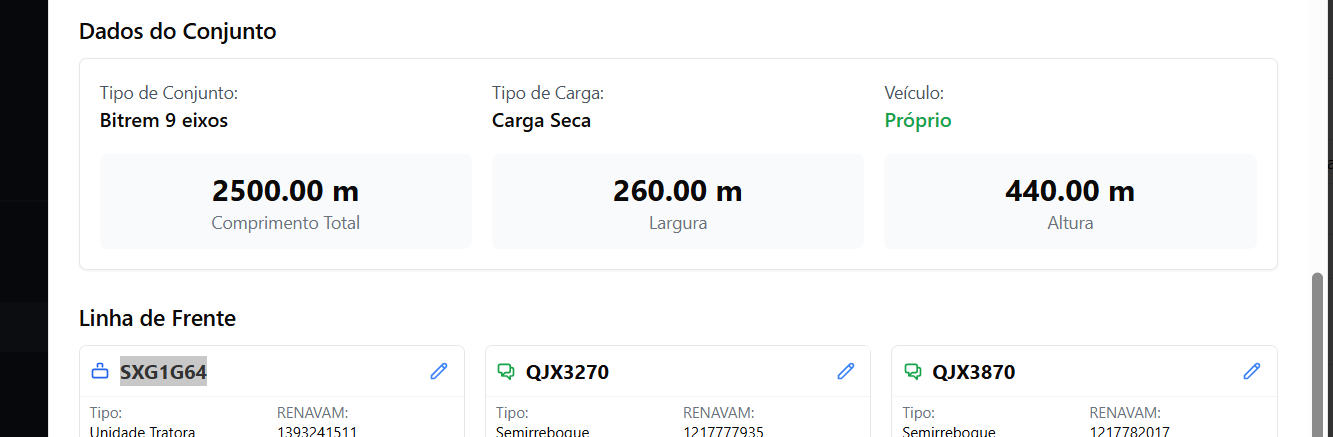 Dados do Conjunto
Tipo de Conjunto: Tipo de Carga: Veículo:
Bitrem 9 eixos Carga Seca Próprio
2500.00 m 260.00 m 440.00 m
Comprimento Total Largura Altura
Linha de Frente
SXG1G64 QJX3270 QJX3870
Tipo: RENAVAM: Tipo: RENAVAM: Tipo: RENAVAM:
Unidade Tratora 1393241511 Semirreboque 1217777935 Semirreboque 1217782017